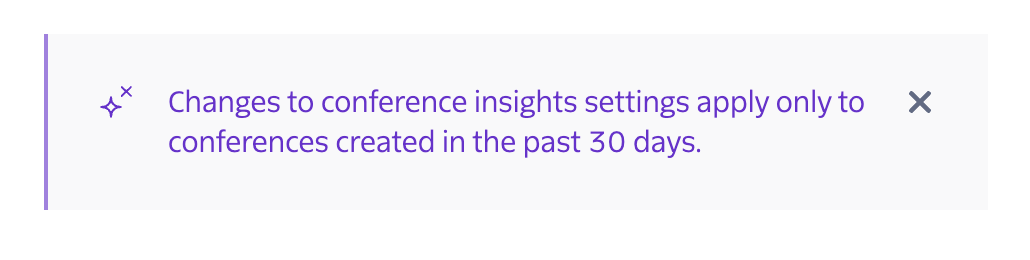 Changes to conference insights settings apply only to
conferences created in the past 30 days.